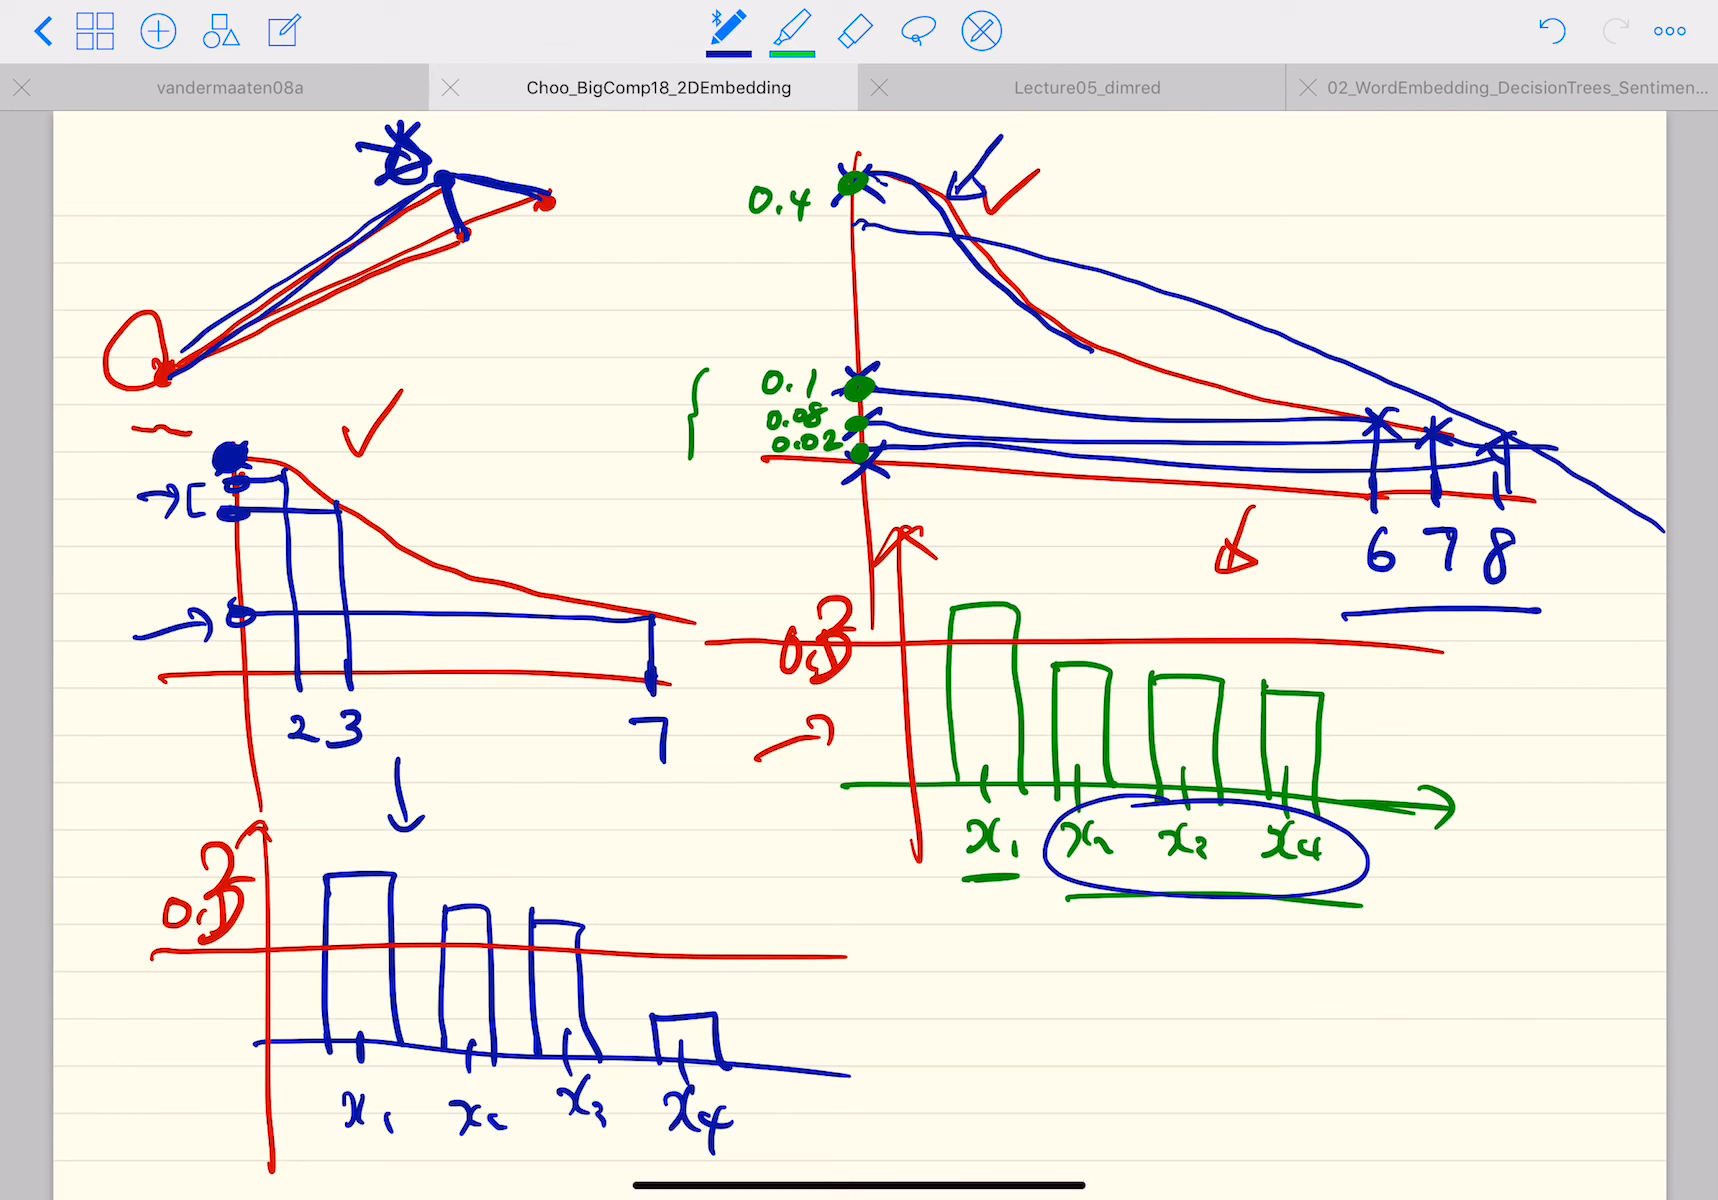 vandermaaten08a
Choo_BigComp18_2DEmbedding
Lecture05_dimred
02_WordEmbedding_DecisionTrees_Sentimen...
0.4
0.1
0.08
0.02
6 7 8
2 3 7
x1 x2 x3 x4
x1 x2 x3 x4